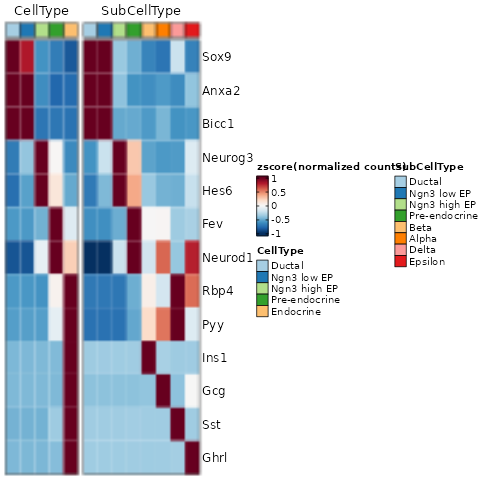 CellType SubCellType
Sox9
Anxa2
Bicc1
Neurog3
Hes6
Fev
Neurod1
Rbp4
Pyy
Ins1
Gcg
Sst
Ghrl
zscore(normalized counts)
1
0.5
0
-0.5
-1
CellType
Ductal
Ngn3 low EP
Ngn3 high EP
Pre-endocrine
Endocrine
SubCellType
Ductal
Ngn3 low EP
Ngn3 high EP
Pre-endocrine
Beta
Alpha
Delta
Epsilon